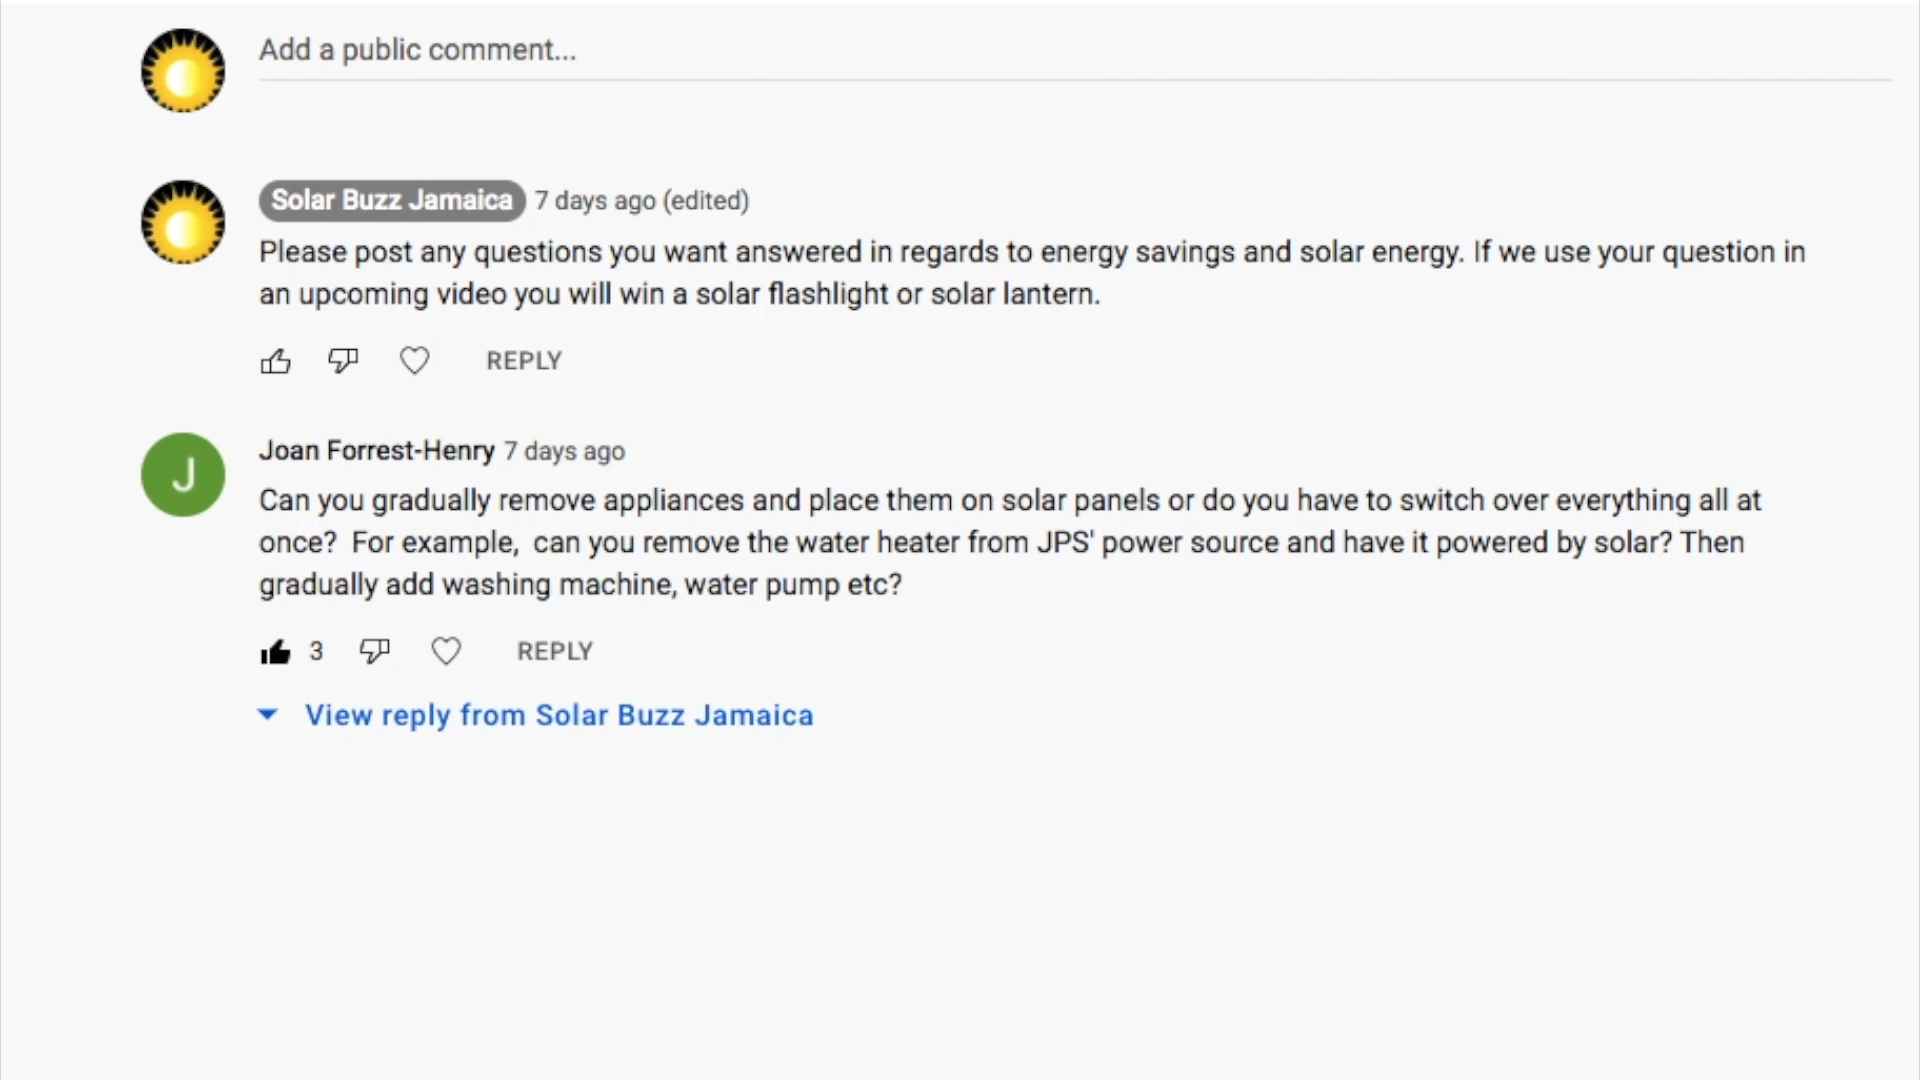 Add a public comment...
Solar Buzz Jamaica 7 days ago (edited)
Please post any questions you want answered in regards to energy savings and solar energy. If we use your question in
an upcoming video you will win a solar flashlight or solar lantern.
REPLY
J
Joan Forrest-Henry 7 days ago
Can you gradually remove appliances and place them on solar panels or do you have to switch over everything all at
once?  For example,  can you remove the water heater from JPS' power source and have it powered by solar? Then
gradually add washing machine, water pump etc?
3 REPLY
View reply from Solar Buzz Jamaica